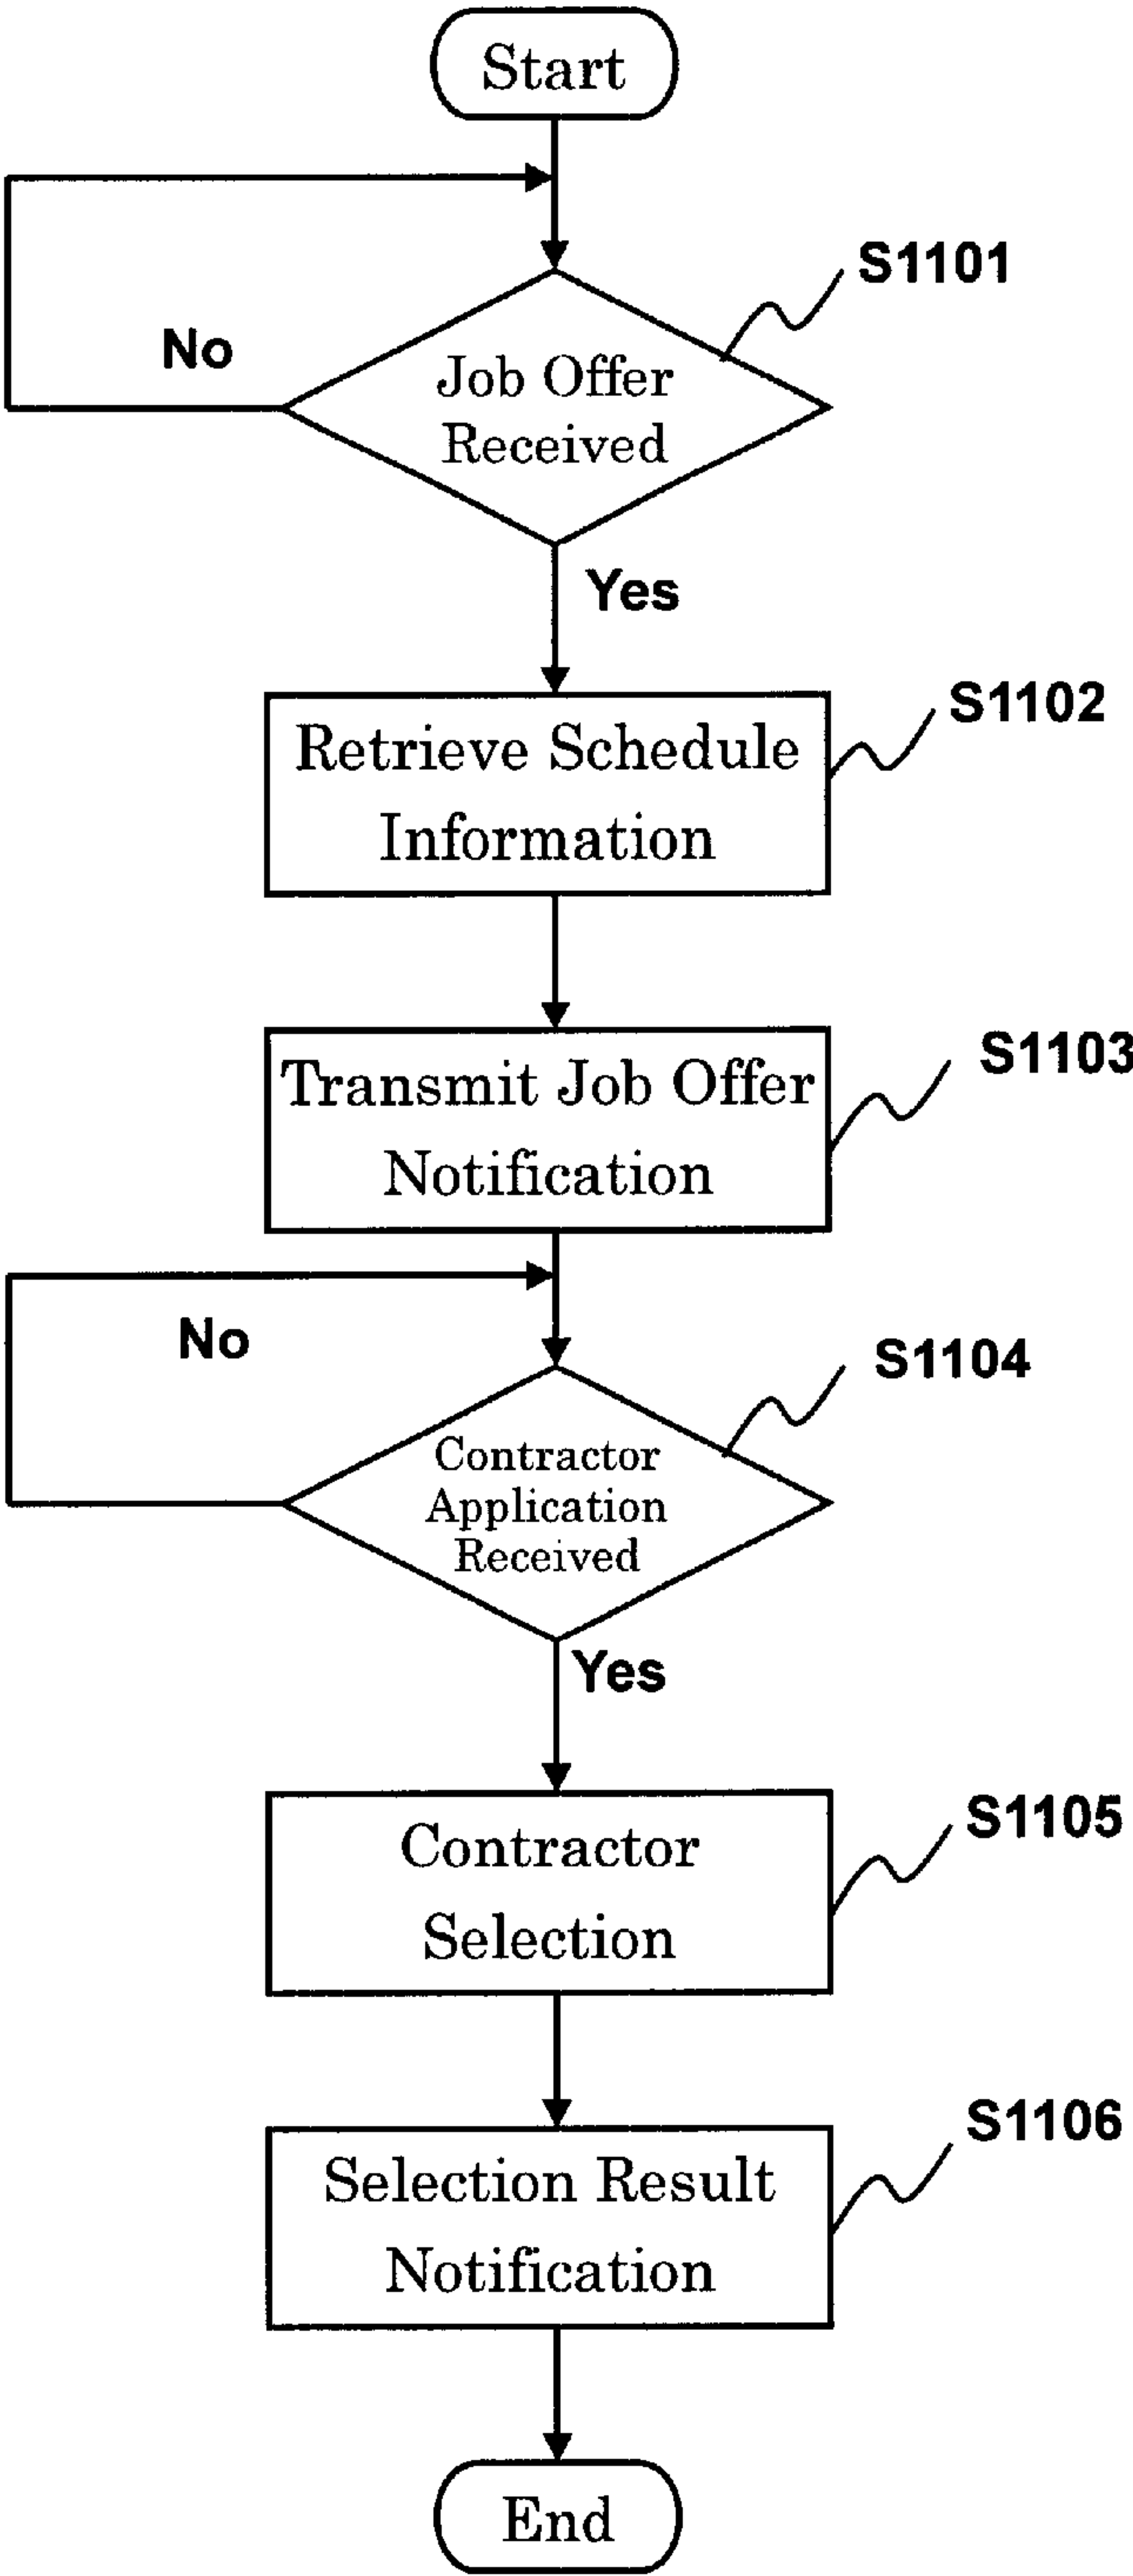 Start
S1101
No
Job Offer
Received
Yes
S1102
Retrieve Schedule
Information
S1103
Transmit Job Offer
Notification
No
S1104
Contractor
Application
Received
Yes
S1105
Contractor
Selection
S1106
Selection Result
Notification
End